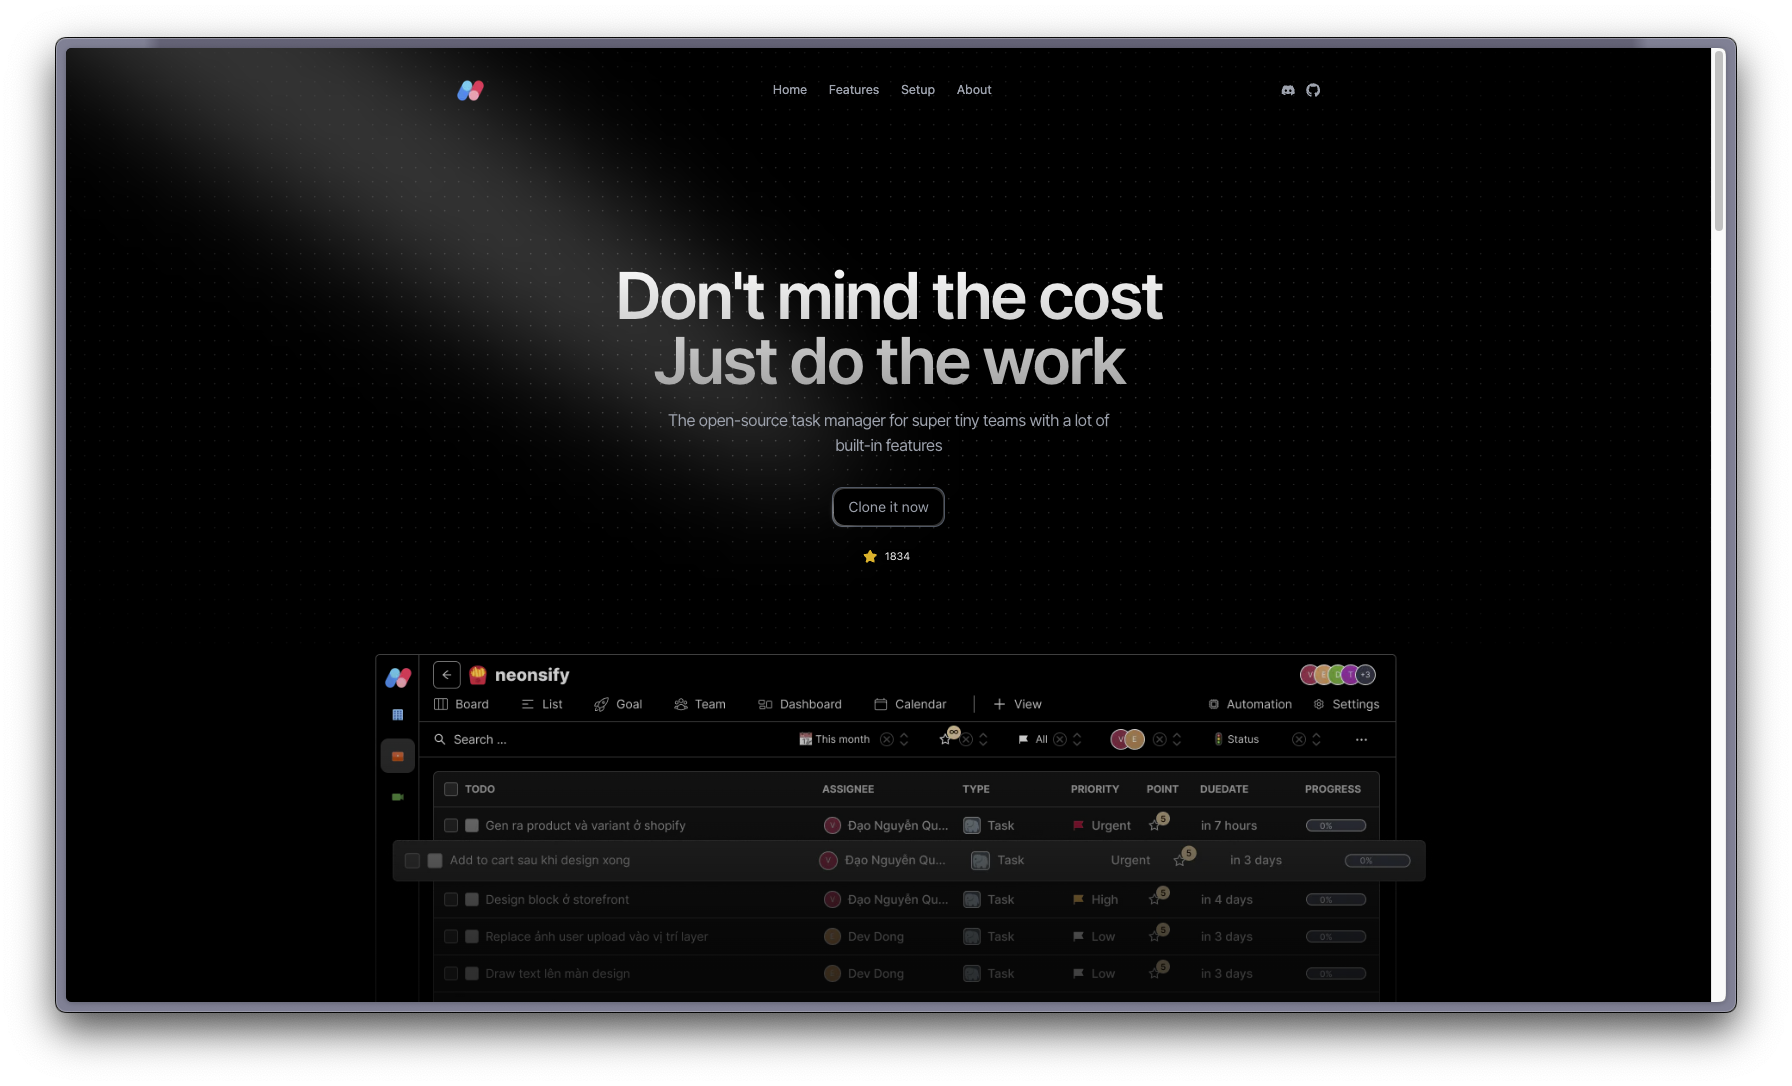 Home Features Setup About
Don't mind the cost
Just do the work
The open-source task manager for super tiny teams with a lot of
built-in features
Clone it now
1834
neonsify
V E D T +3
Board List Goal Team Dashboard Calendar View Automation Settings
Search ... This month ∞ All V E Status
TODO ASSIGNEE TYPE PRIORITY POINT DUEDATE PROGRESS
Gen ra product và variant ở shopify V Đạo Nguyễn Qu... Task Urgent 5 in 7 hours 0%
Add to cart sau khi design xong V Đạo Nguyễn Qu... Task Urgent 5 in 3 days 0%
Design block ở storefront V Đạo Nguyễn Qu... Task High 5 in 4 days 0%
Replace ảnh user upload vào vị trí layer Dev Dong Task Low 5 in 3 days 0%
Draw text lên màn design Dev Dong Task Low 5 in 3 days 0%